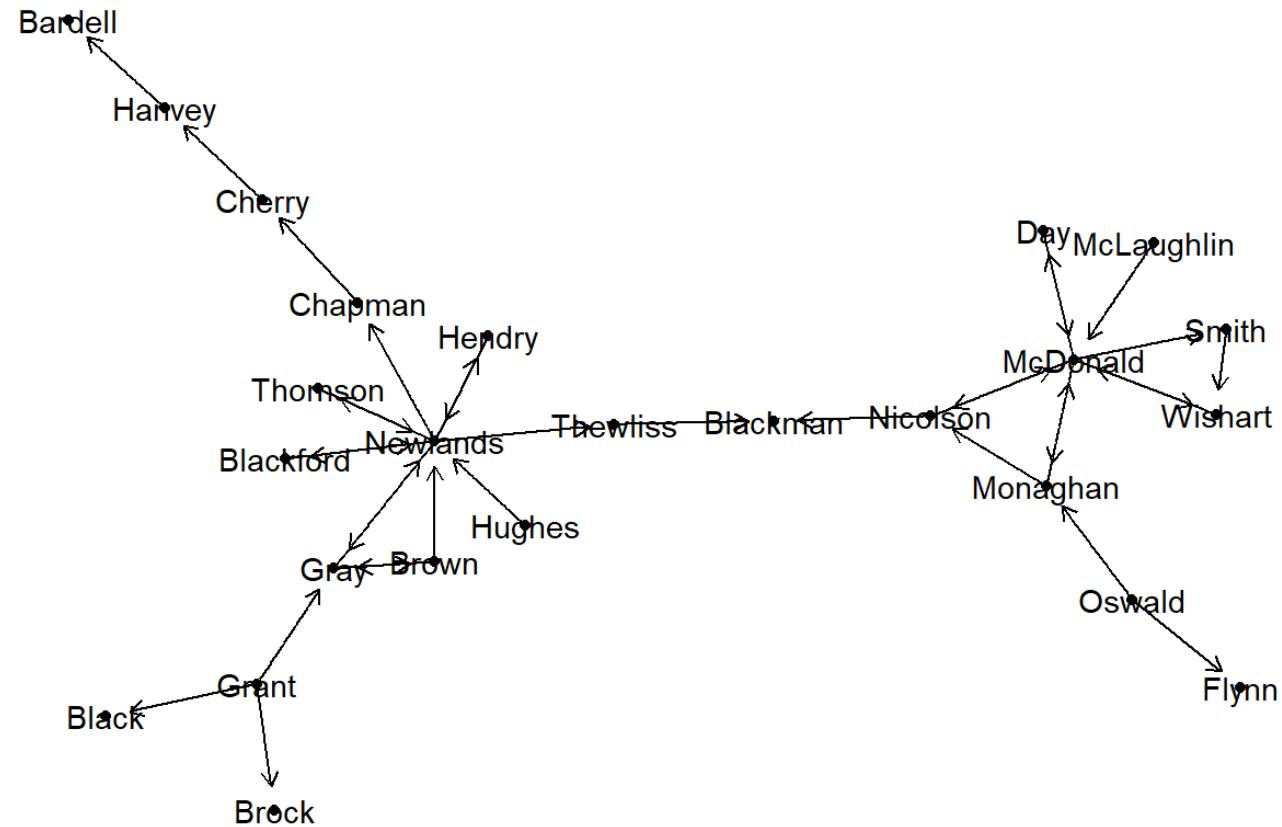 Bardell
Hanvey
Cherry
Day
McLaughlin
Chapman
Hendry
Smith
McDonald
Thomson
Newlands
Thewliss
Blackman
Nicolson
Wishart
Blackford
Monaghan
Hughes
Gray
Brown
Oswald
Grant
Flynn
Black
Brock